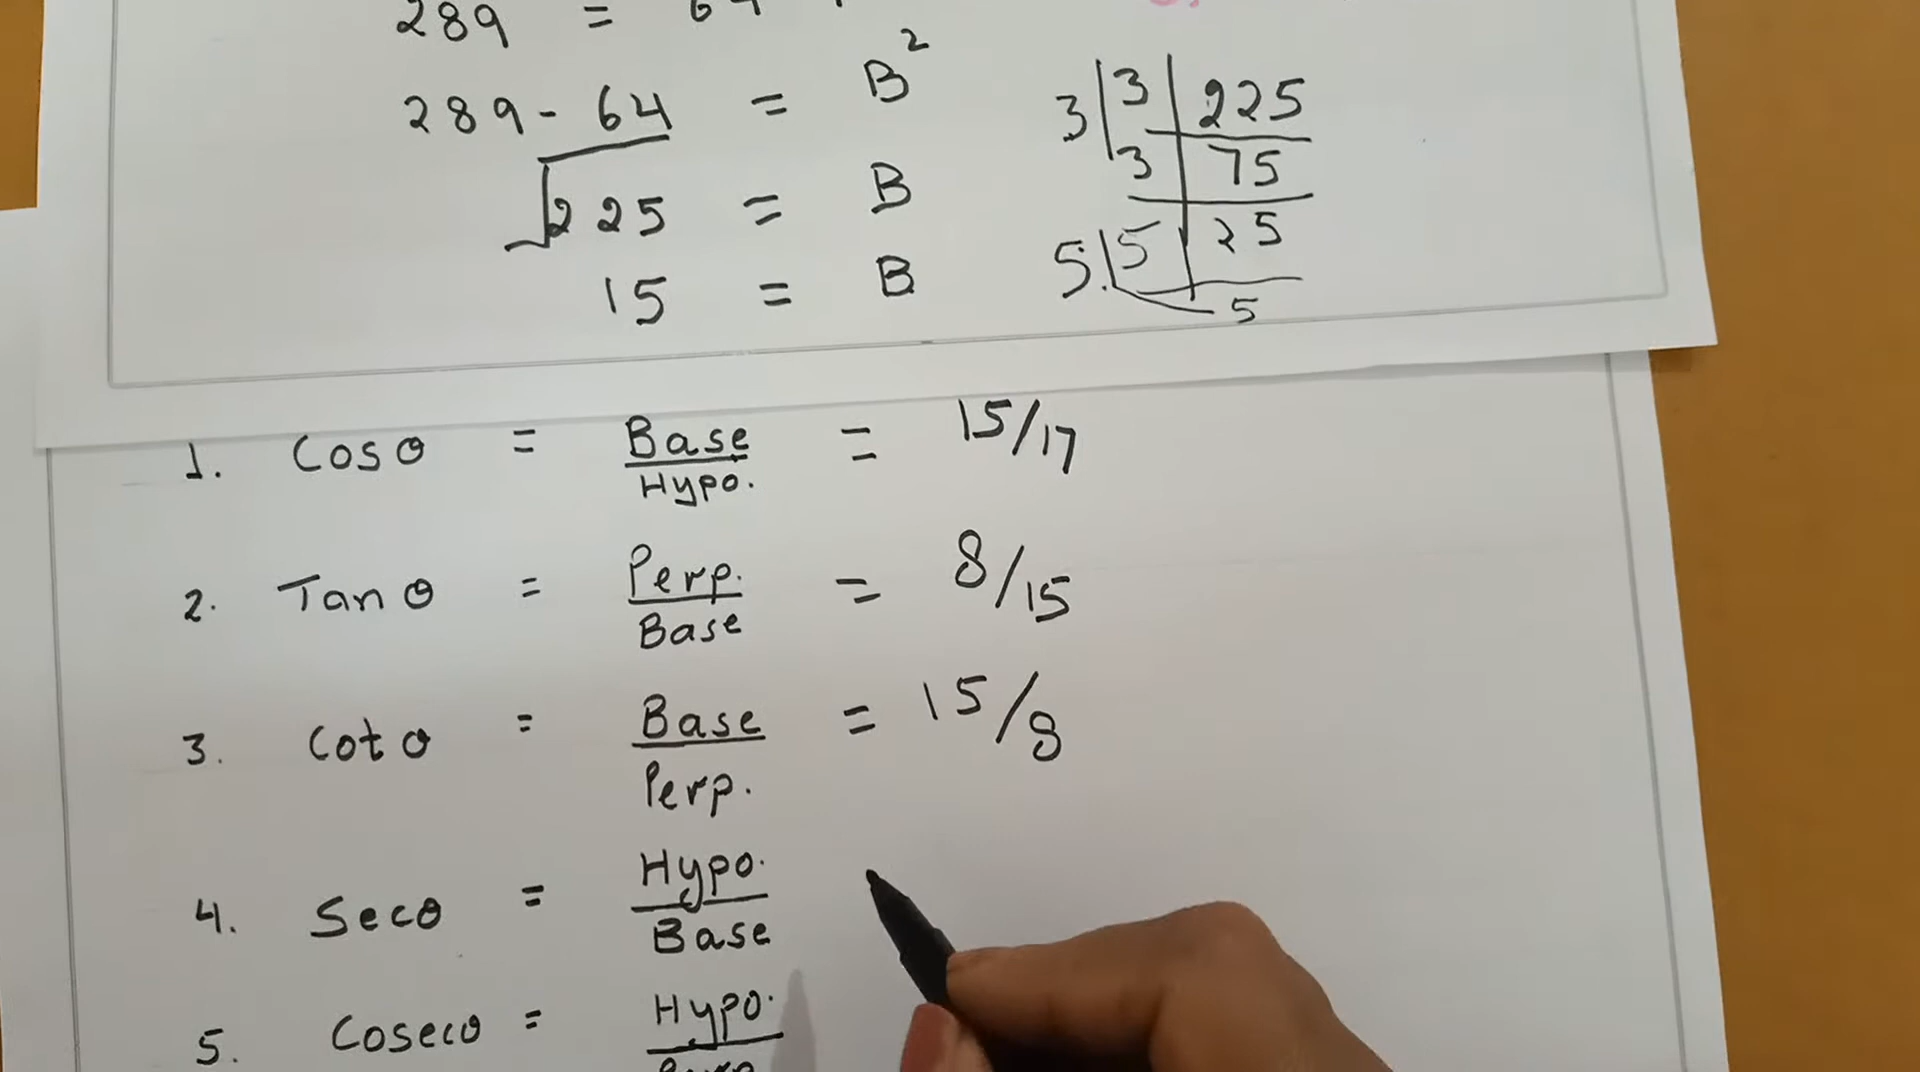 289 = 64
289 - 64 = B²
√225 = B
15 = B
3 | 3 | 225
3 | 75
5. | 5 | 25
5
1. Cosθ = Base/Hypo. = 15/17
2. Tanθ = Perp./Base = 8/15
3. Cotθ = Base/Perp. = 15/8
4. Secθ = Hypo./Base
5. Cosecθ = Hypo.